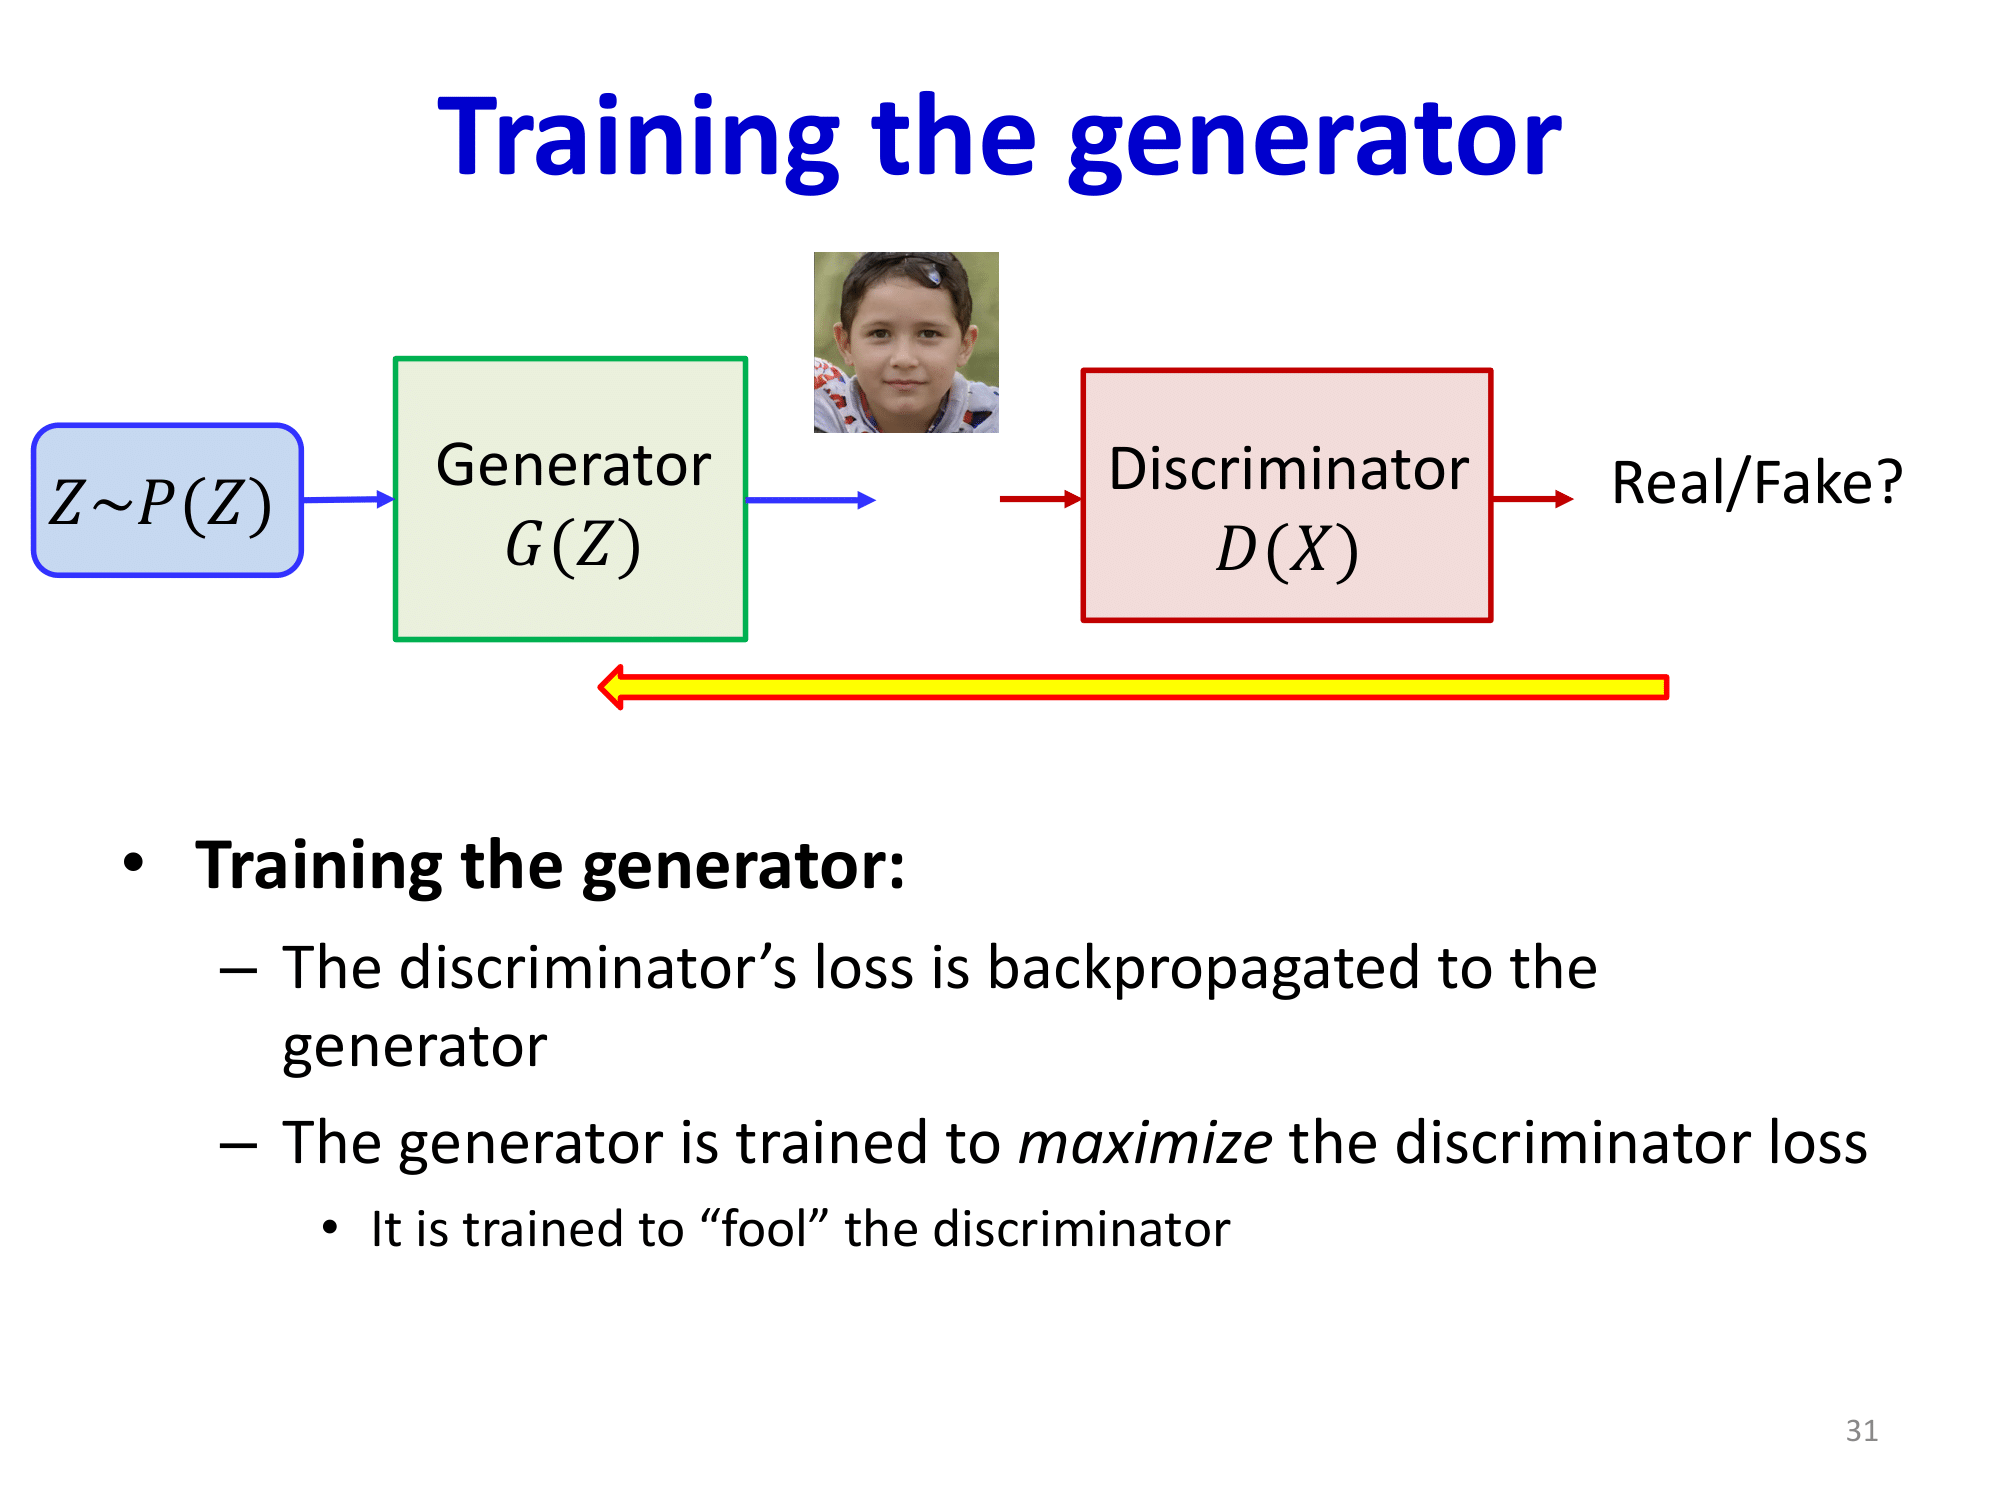 Training the generator
Z~P(Z)
Generator
G(Z)
Discriminator
D(X)
Real/Fake?
• Training the generator:
– The discriminator’s loss is backpropagated to the
generator
– The generator is trained to maximize the discriminator loss
• It is trained to “fool” the discriminator
31